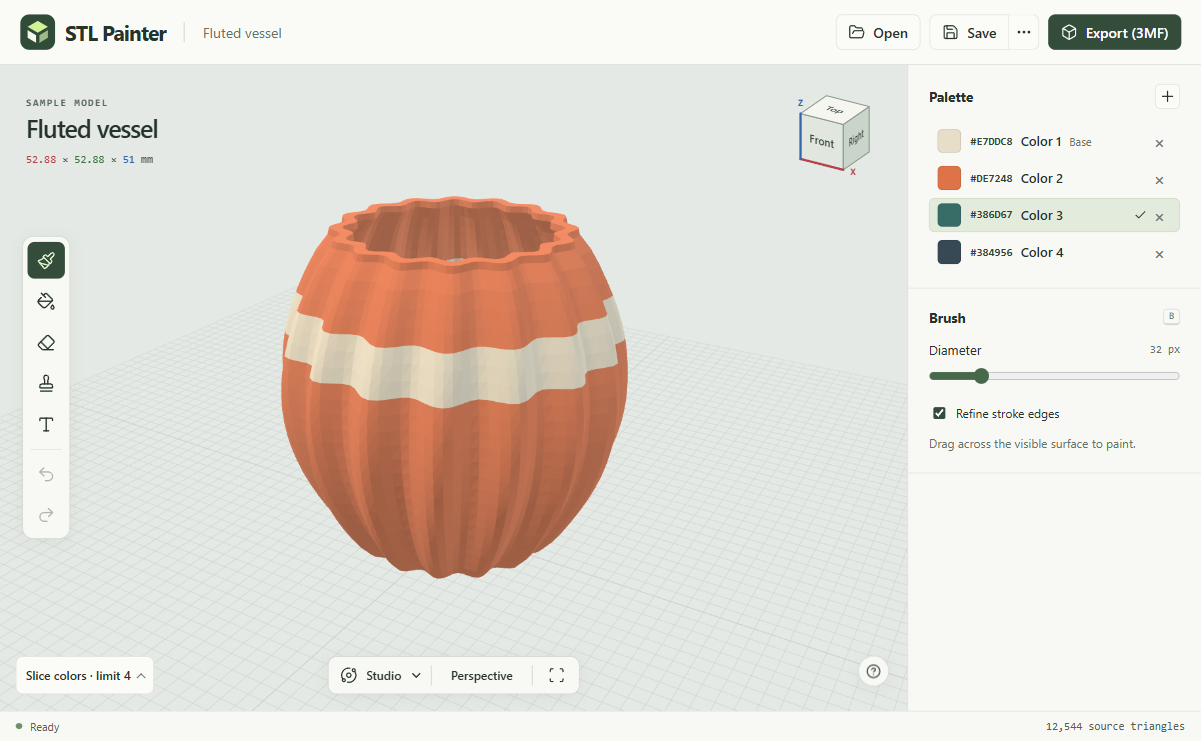 STL Painter
Fluted vessel
Open
Save
Export (3MF)
SAMPLE MODEL
Fluted vessel
52.88 × 52.88 × 51 mm
Z
Top
Front
Right
X
T
Slice colors · limit 4
Studio
Perspective
Palette
#E7DDC8 Color 1 Base
#DE7248 Color 2
#386D67 Color 3
#384956 Color 4
Brush
B
Diameter
32 px
Refine stroke edges
Drag across the visible surface to paint.
Ready
12,544 source triangles